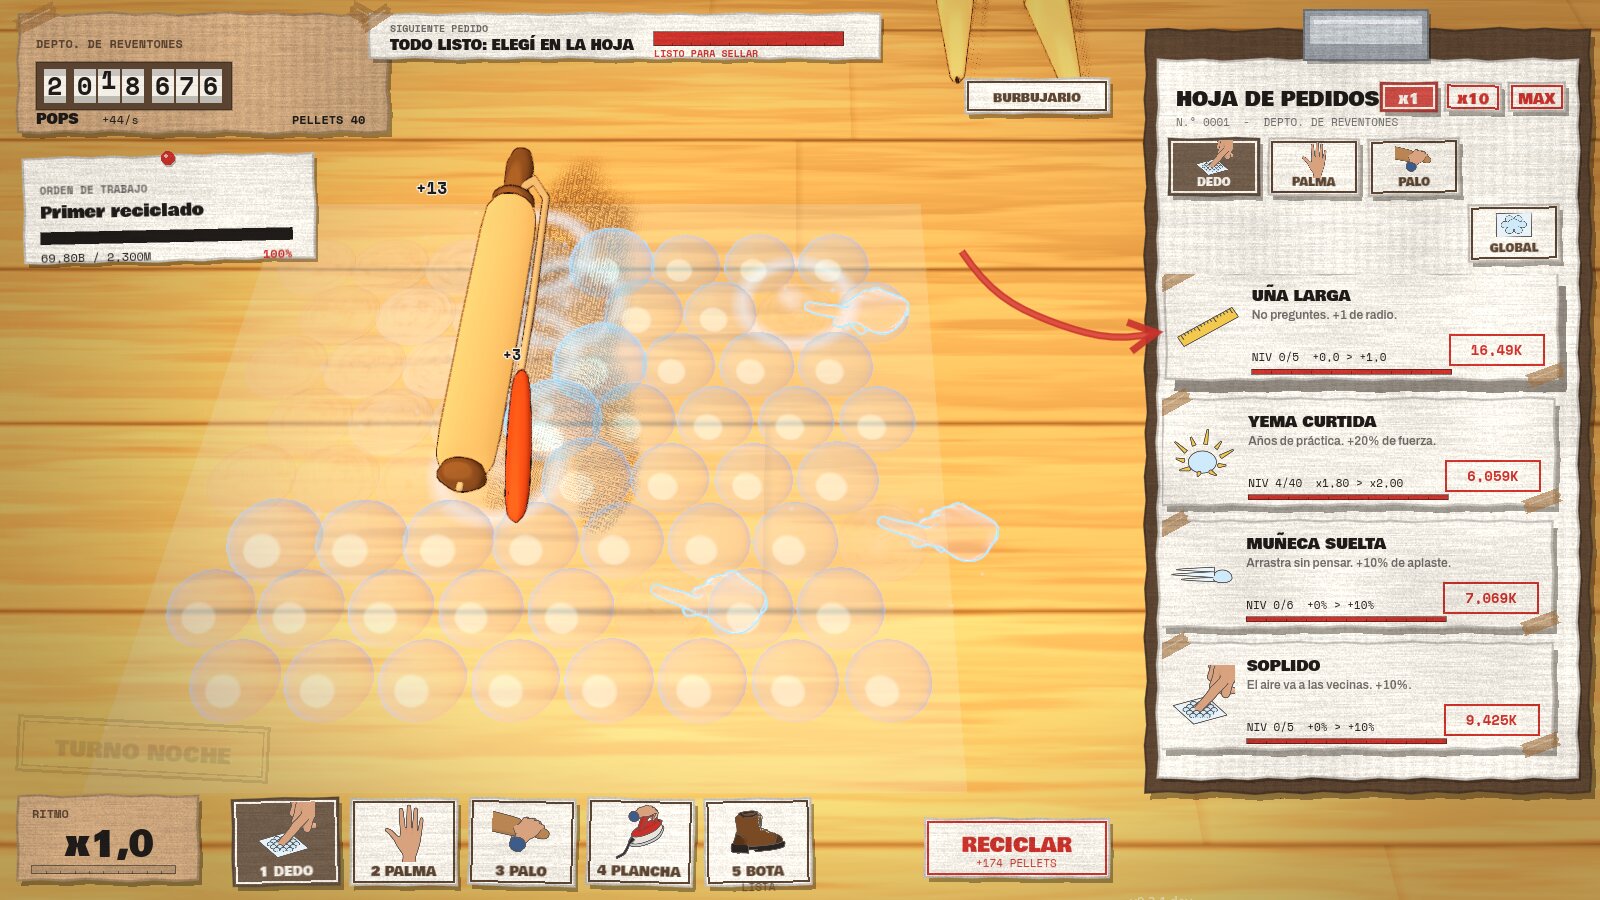 DEPTO. DE REVENTONES
2 018 676
POPS +44/s PELLETS 40
SIGUIENTE PEDIDO
TODO LISTO: ELEGÍ EN LA HOJA
LISTO PARA SELLAR
BURBUJARIO
ORDEN DE TRABAJO
Primer reciclado
69.80B / 2.300M 100%
+13
+3
HOJA DE PEDIDOS x1 x10 MAX
N.° 0001 - DEPTO. DE REVENTONES
DEDO PALMA PALO
GLOBAL
UÑA LARGA
No preguntes. +1 de radio.
NIV 0/5 +0,0 > +1,0
16,49K
YEMA CURTIDA
Años de práctica. +20% de fuerza.
NIV 4/40 x1,80 > x2,00
6,059K
MUÑECA SUELTA
Arrastra sin pensar. +10% de aplaste.
NIV 0/6 +0% > +10%
7,069K
SOPLIDO
El aire va a las vecinas. +10%.
NIV 0/5 +0% > +10%
9,425K
TURNO NOCHE
RITMO
x1,0
1 DEDO 2 PALMA 3 PALO 4 PLANCHA 5 BOTA
LISTA
RECICLAR
+174 PELLETS